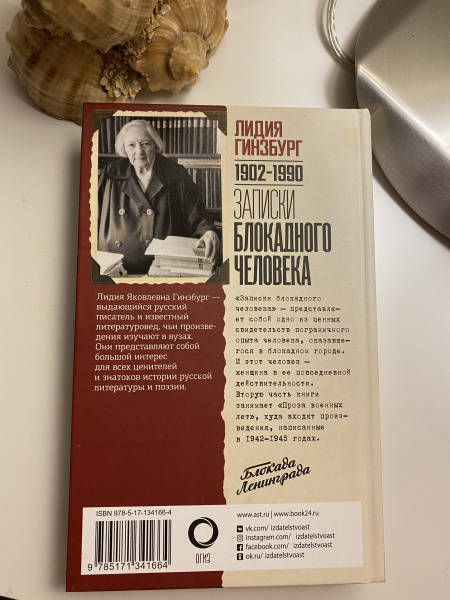 ЛИДИЯ
ГИНЗБУРГ
1902-1990
ЗАПИСКИ
БЛОКАДНОГО
ЧЕЛОВЕКА
Лидия Яковлевна Гинзбург —
выдающийся русский
писатель и известный
литературовед, чьи произве-
дения изучают в вузах.
Они представляют собой
большой интерес
для всех ценителей
и знатоков истории русской
литературы и поэзии.
«Записки блокадного
человека» — представля-
ет собой одно из ценных
свидетельств пограничного
опыта человека, оказавше-
гося в блокадном городе.
И этот человек —
женщина в ее повседневной
действительности.
Вторую часть книги
занимает «Проза военных
лет», куда входят произ-
ведения, написанные
в 1942-1945 годах.
Блокада
Ленинграда
ISBN 978-5-17-134166-4
9 785171 341664
ОГИЗ
www.ast.ru | www.book24.ru
vk.com/ izdatelstvoast
instagram.com/ izdatelstvoast
facebook.com/ izdatelstvoast
ok.ru/ izdatelstvoast